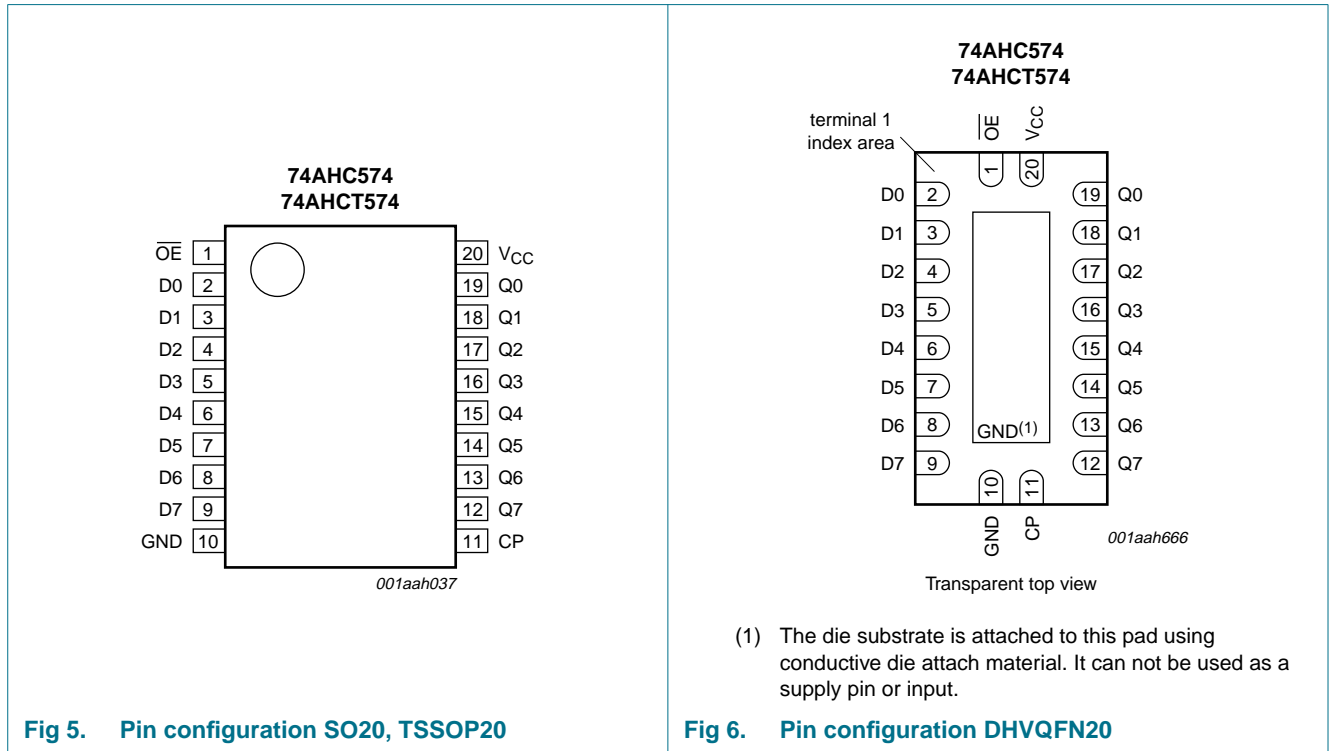 74AHC574
74AHCT574
OE 1
D0 2
D1 3
D2 4
D3 5
D4 6
D5 7
D6 8
D7 9
GND 10
20 VCC
19 Q0
18 Q1
17 Q2
16 Q3
15 Q4
14 Q5
13 Q6
12 Q7
11 CP
001aah037
Fig 5. Pin configuration SO20, TSSOP20
74AHC574
74AHCT574
terminal 1
index area
OE
VCC
1
20
D0 2
D1 3
D2 4
D3 5
D4 6
D5 7
D6 8
D7 9
19 Q0
18 Q1
17 Q2
16 Q3
15 Q4
14 Q5
13 Q6
12 Q7
GND(1)
10
11
GND
CP
001aah666
Transparent top view
(1) The die substrate is attached to this pad using
conductive die attach material. It can not be used as a
supply pin or input.
Fig 6. Pin configuration DHVQFN20